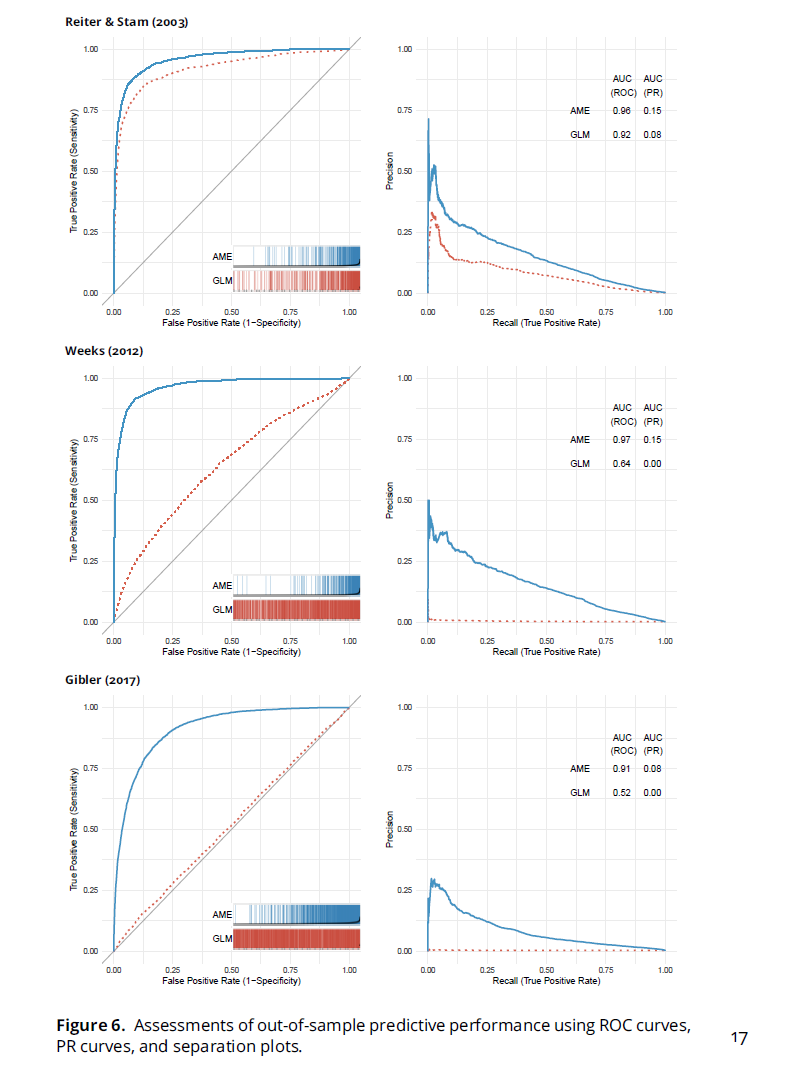 Reiter & Stam (2003)
True Positive Rate (Sensitivity)
1.00
0.75
0.50
0.25
0.00
AME
GLM
0.00 0.25 0.50 0.75 1.00
False Positive Rate (1−Specificity)
Precision
1.00
0.75
0.50
0.25
0.00
AUC AUC
(ROC) (PR)
AME 0.96 0.15
GLM 0.92 0.08
0.00 0.25 0.50 0.75 1.00
Recall (True Positive Rate)
Weeks (2012)
True Positive Rate (Sensitivity)
1.00
0.75
0.50
0.25
0.00
AME
GLM
0.00 0.25 0.50 0.75 1.00
False Positive Rate (1−Specificity)
Precision
1.00
0.75
0.50
0.25
0.00
AUC AUC
(ROC) (PR)
AME 0.97 0.15
GLM 0.64 0.00
0.00 0.25 0.50 0.75 1.00
Recall (True Positive Rate)
Gibler (2017)
True Positive Rate (Sensitivity)
1.00
0.75
0.50
0.25
0.00
AME
GLM
0.00 0.25 0.50 0.75 1.00
False Positive Rate (1−Specificity)
Precision
1.00
0.75
0.50
0.25
0.00
AUC AUC
(ROC) (PR)
AME 0.91 0.08
GLM 0.52 0.00
0.00 0.25 0.50 0.75 1.00
Recall (True Positive Rate)
Figure 6. Assessments of out-of-sample predictive performance using ROC curves,
PR curves, and separation plots.
17